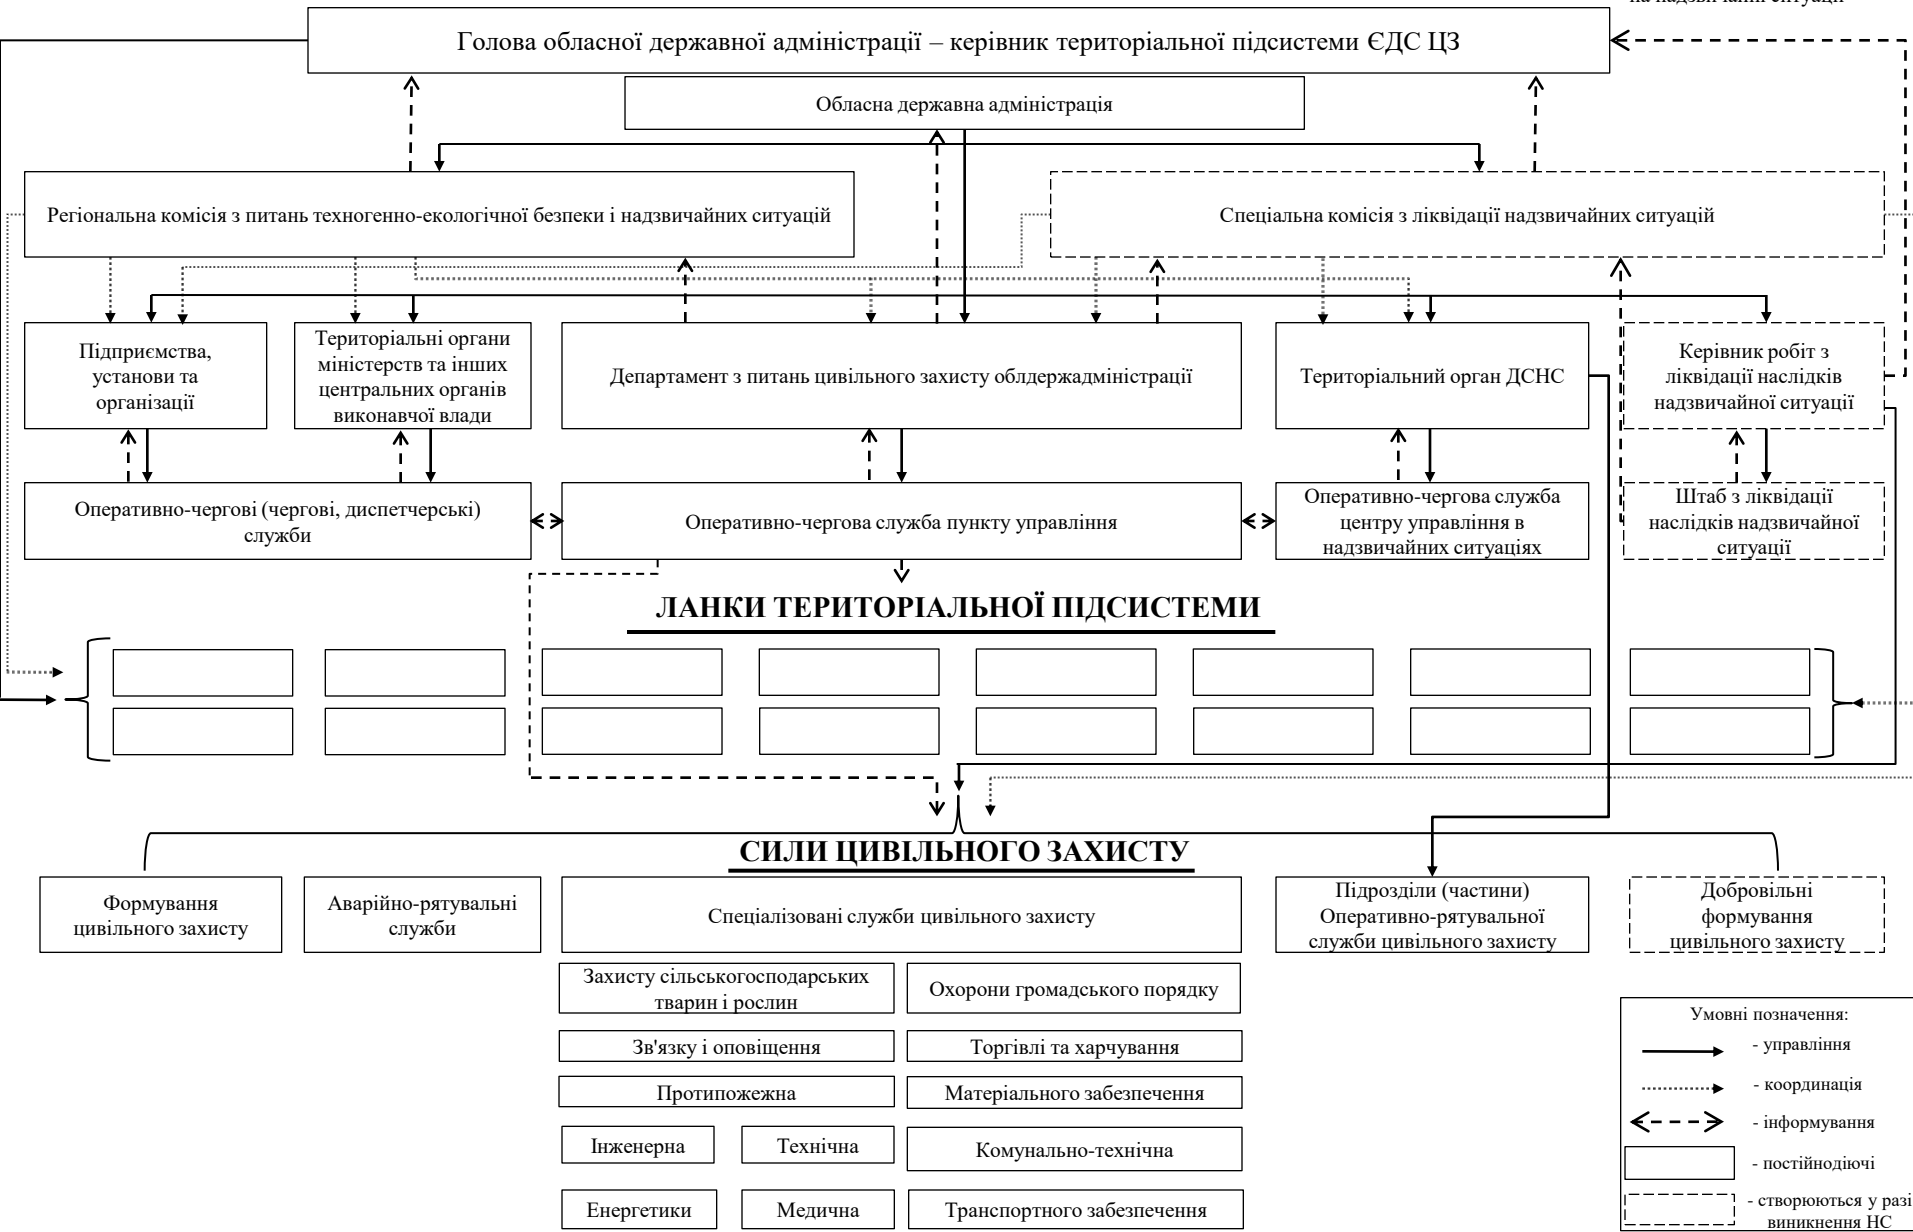 на надзвичайні ситуації
Голова обласної державної адміністрації – керівник територіальної підсистеми ЄДС ЦЗ
Обласна державна адміністрація
Регіональна комісія з питань техногенно-екологічної безпеки і надзвичайних ситуацій
Спеціальна комісія з ліквідації надзвичайних ситуацій
Підприємства,
установи та
організації
Територіальні органи
міністерств та інших
центральних органів
виконавчої влади
Департамент з питань цивільного захисту облдержадміністрації
Територіальний орган ДСНС
Керівник робіт з
ліквідації наслідків
надзвичайної ситуації
Оперативно-чергові (чергові, диспетчерські)
служби
Оперативно-чергова служба пункту управління
Оперативно-чергова служба
центру управління в
надзвичайних ситуаціях
Штаб з ліквідації
наслідків надзвичайної
ситуації
ЛАНКИ ТЕРИТОРІАЛЬНОЇ ПІДСИСТЕМИ
СИЛИ ЦИВІЛЬНОГО ЗАХИСТУ
Формування
цивільного захисту
Аварійно-рятувальні
служби
Спеціалізовані служби цивільного захисту
Підрозділи (частини)
Оперативно-рятувальної
служби цивільного захисту
Добровільні
формування
цивільного захисту
Захисту сільськогосподарських
тварин і рослин
Охорони громадського порядку
Зв'язку і оповіщення
Торгівлі та харчування
Протипожежна
Матеріального забезпечення
Інженерна
Технічна
Комунально-технічна
Енергетики
Медична
Транспортного забезпечення
Умовні позначення:
- управління
- координація
- інформування
- постійнодіючі
- створюються у разі
виникнення НС